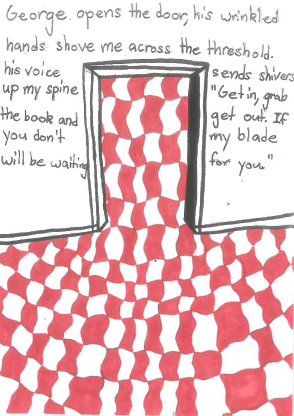 George opens the door, his wrinkled
hands shove me across the threshold.
his voice sends shivers
up my spine "Get in, grab
the book and get out. If
you don't my blade
will be waiting for you."